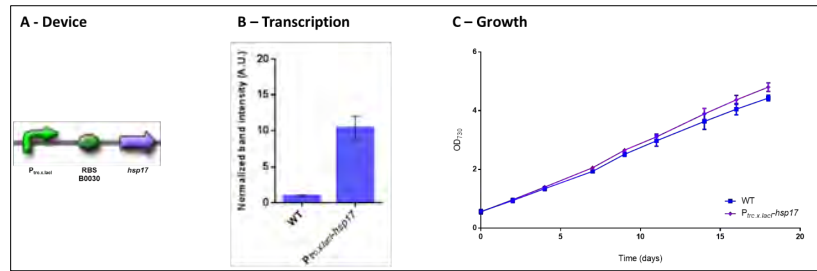 A - Device
B – Transcription
C – Growth
P trc.x.lacI
RBS
B0030
hsp17
Normalized band intensity (A.U.)
20
15
10
5
0
WT
Ptrc.x.lacI-hsp17
OD730
6
4
2
0
0
5
10
15
20
Time (days)
WT
Ptrc.x.lacI-hsp17